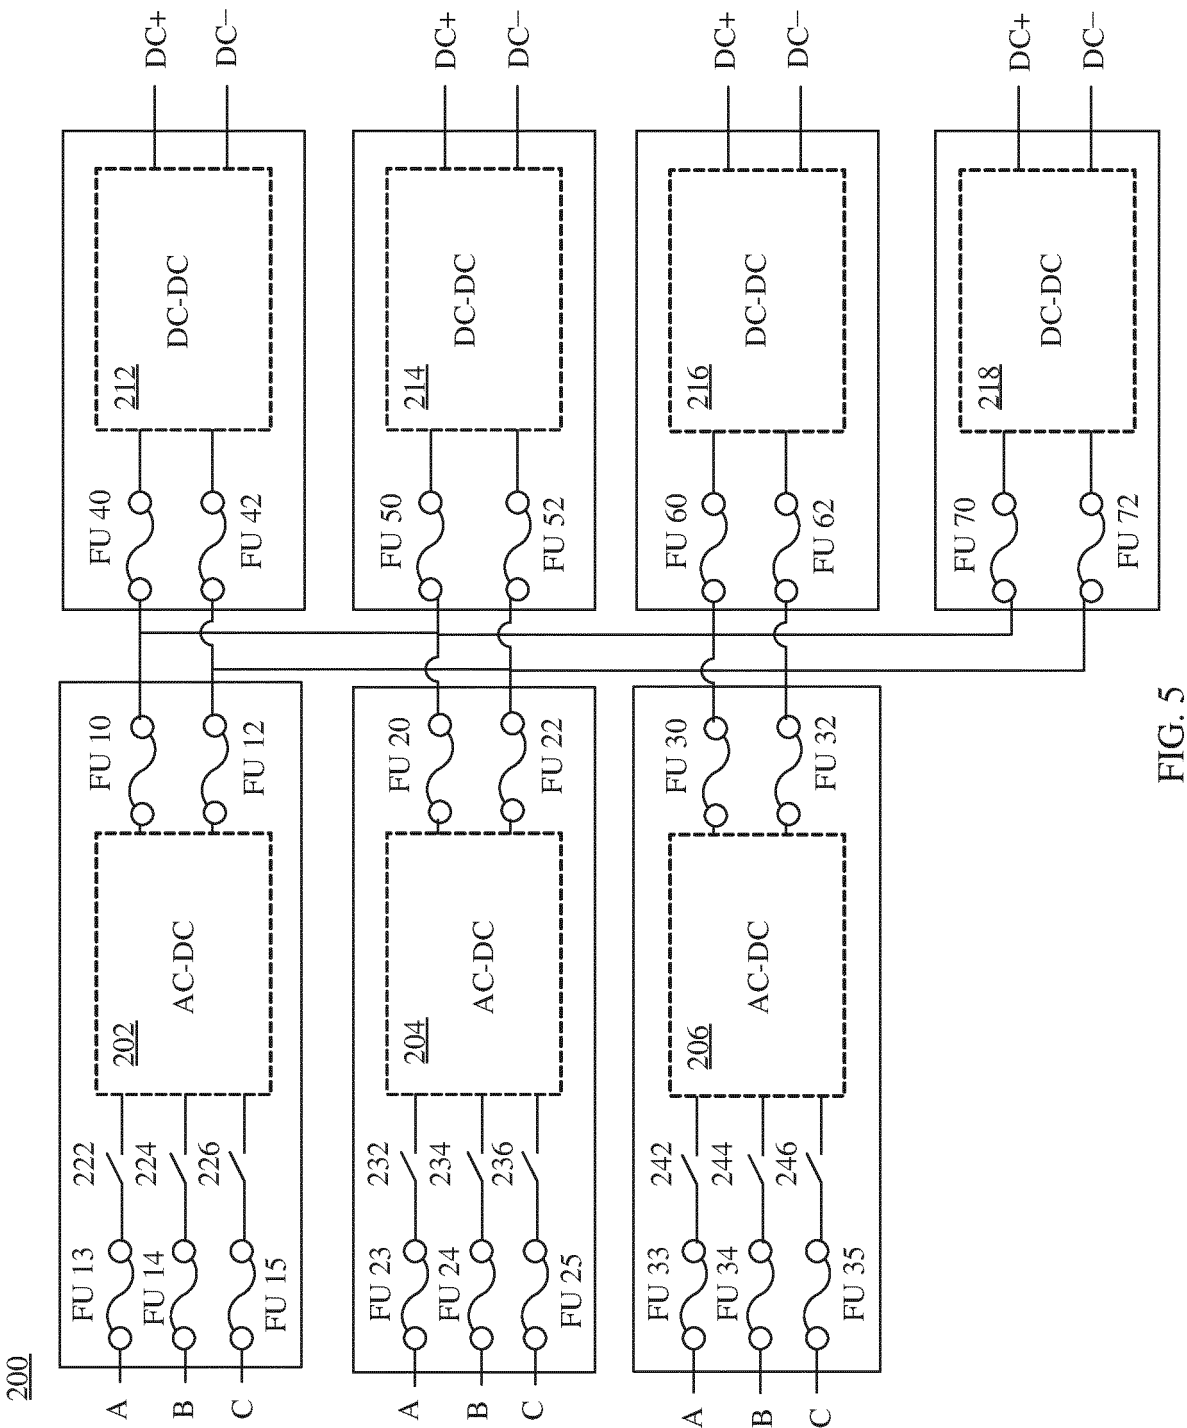 200
A
B
C
FU 13
FU 14
FU 15
222
224
226
202
AC-DC
FU 10
FU 12
FU 40
FU 42
212
DC-DC
DC+
DC−
A
B
C
FU 23
FU 24
FU 25
232
234
236
204
AC-DC
FU 20
FU 22
FU 50
FU 52
214
DC-DC
DC+
DC−
A
B
C
FU 33
FU 34
FU 35
242
244
246
206
AC-DC
FU 30
FU 32
FU 60
FU 62
216
DC-DC
DC+
DC−
FU 70
FU 72
218
DC-DC
DC+
DC−
FIG. 5